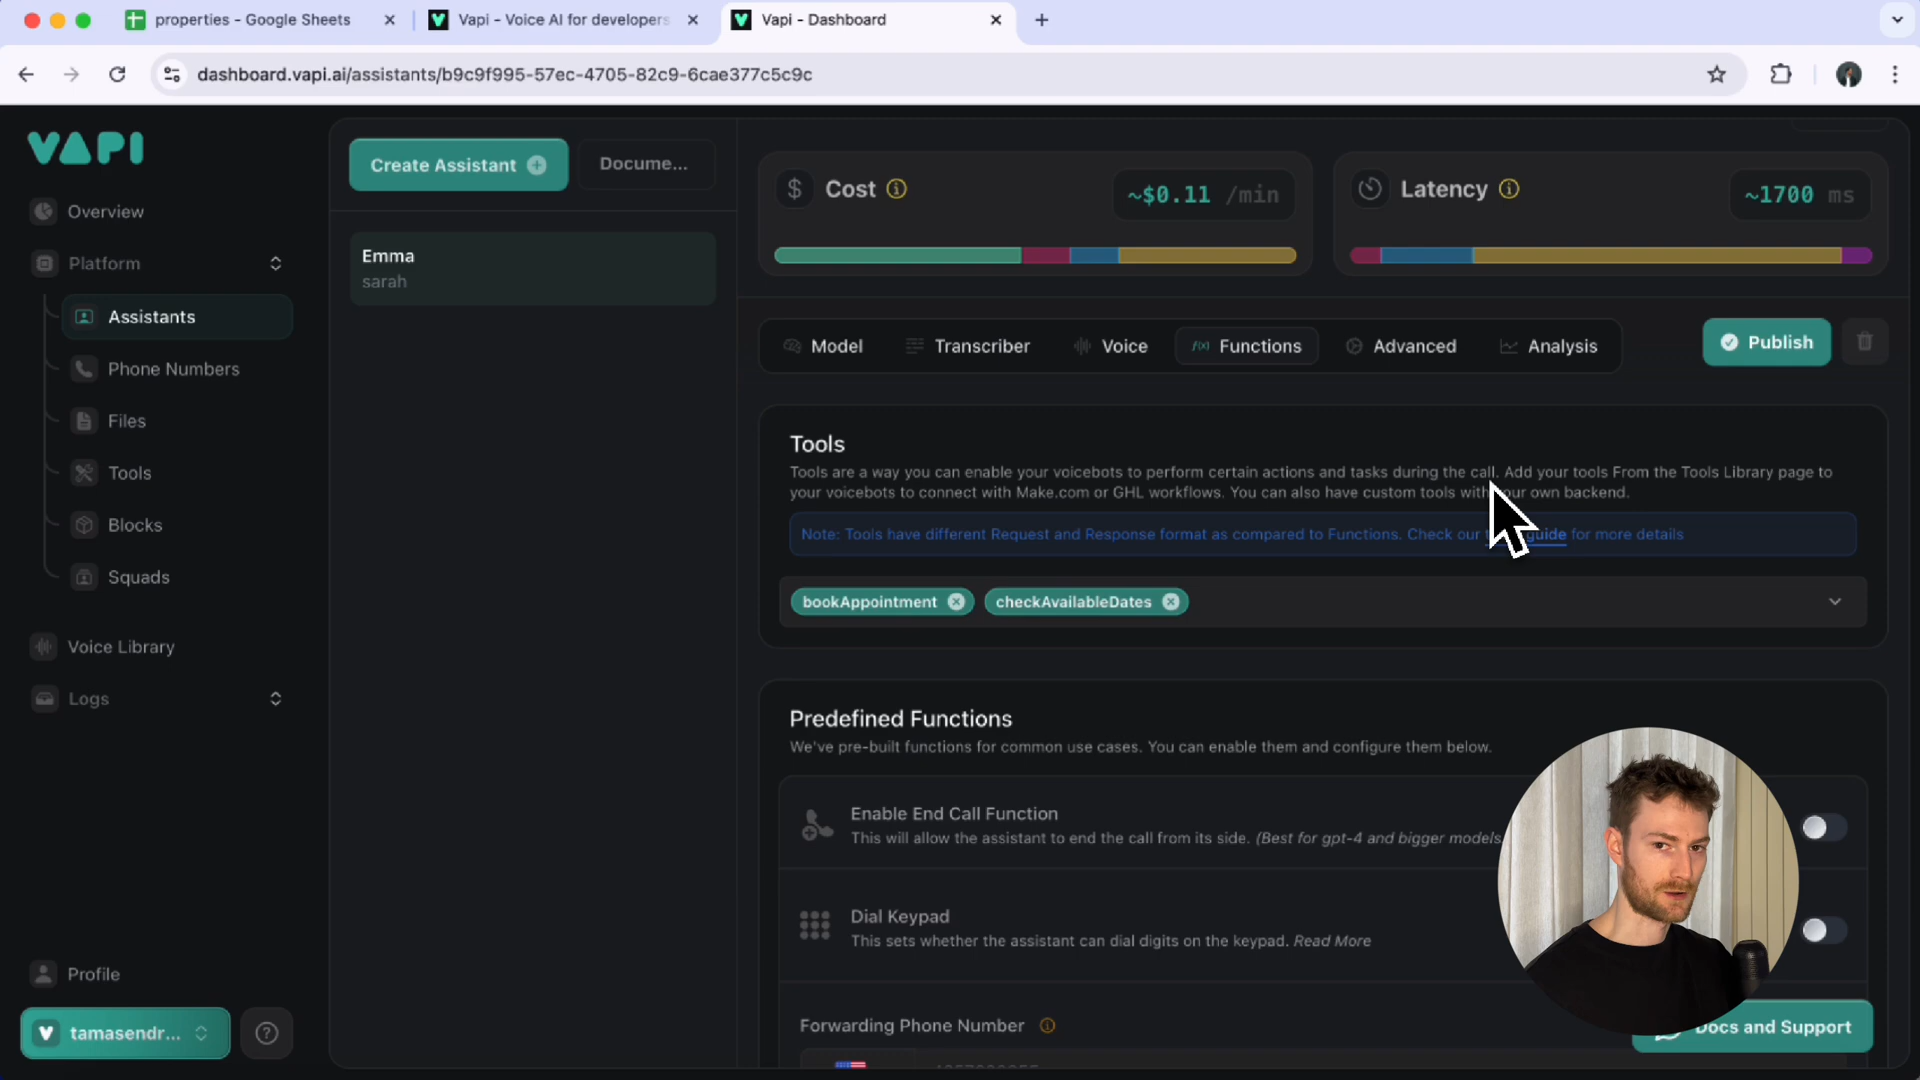 properties - Google Sheets
Vapi - Voice AI for developers
Vapi - Dashboard
dashboard.vapi.ai/assistants/b9c9f995-57ec-4705-82c9-6cae377c5c9c
VAPI
Overview
Platform
Assistants
Phone Numbers
Files
Tools
Blocks
Squads
Voice Library
Logs
Profile
tamasendr...
Create Assistant
Docume...
Emma
sarah
Cost
~$0.11 /min
Latency
~1700 ms
Model
Transcriber
Voice
Functions
Advanced
Analysis
Publish
Tools
Tools are a way you can enable your voicebots to perform certain actions and tasks during the call. Add your tools From the Tools Library page to
your voicebots to connect with Make.com or GHL workflows. You can also have custom tools with your own backend.
Note: Tools have different Request and Response format as compared to Functions. Check our guide for more details
bookAppointment
checkAvailableDates
Predefined Functions
We've pre-built functions for common use cases. You can enable them and configure them below.
Enable End Call Function
This will allow the assistant to end the call from its side. (Best for gpt-4 and bigger models
Dial Keypad
This sets whether the assistant can dial digits on the keypad. Read More
Forwarding Phone Number
Docs and Support